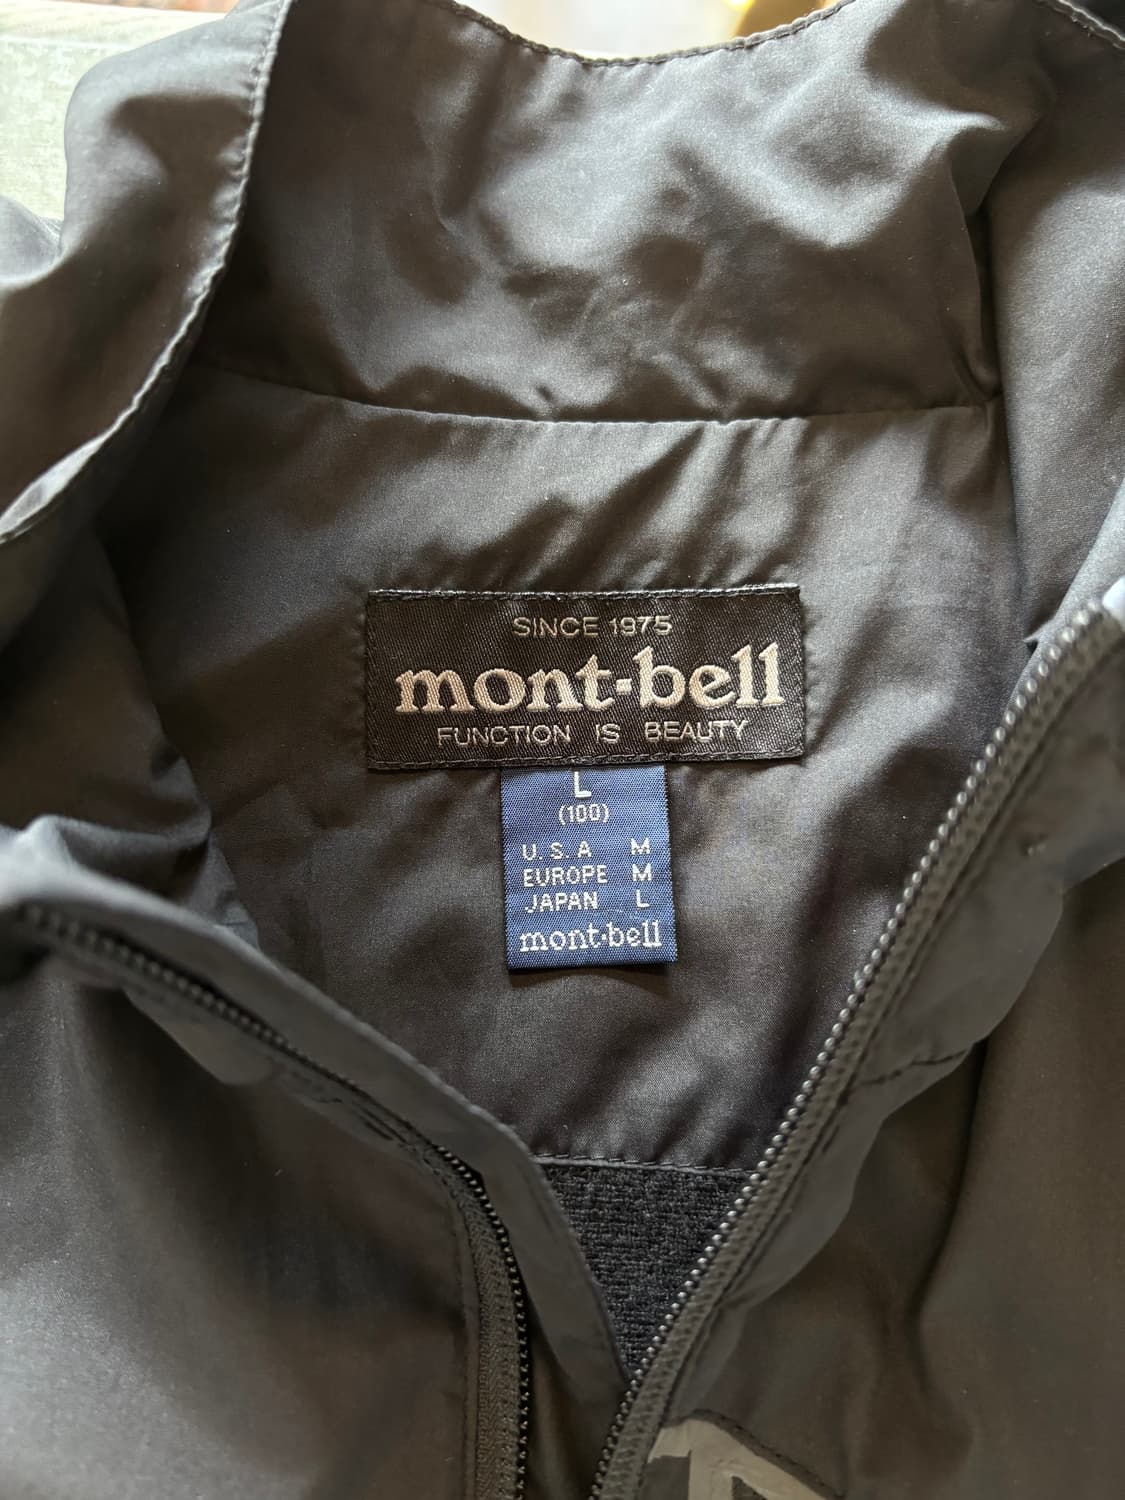 SINCE 1975
mont-bell
FUNCTION IS BEAUTY
L
(100)
U.S.A M
EUROPE M
JAPAN L
mont-bell